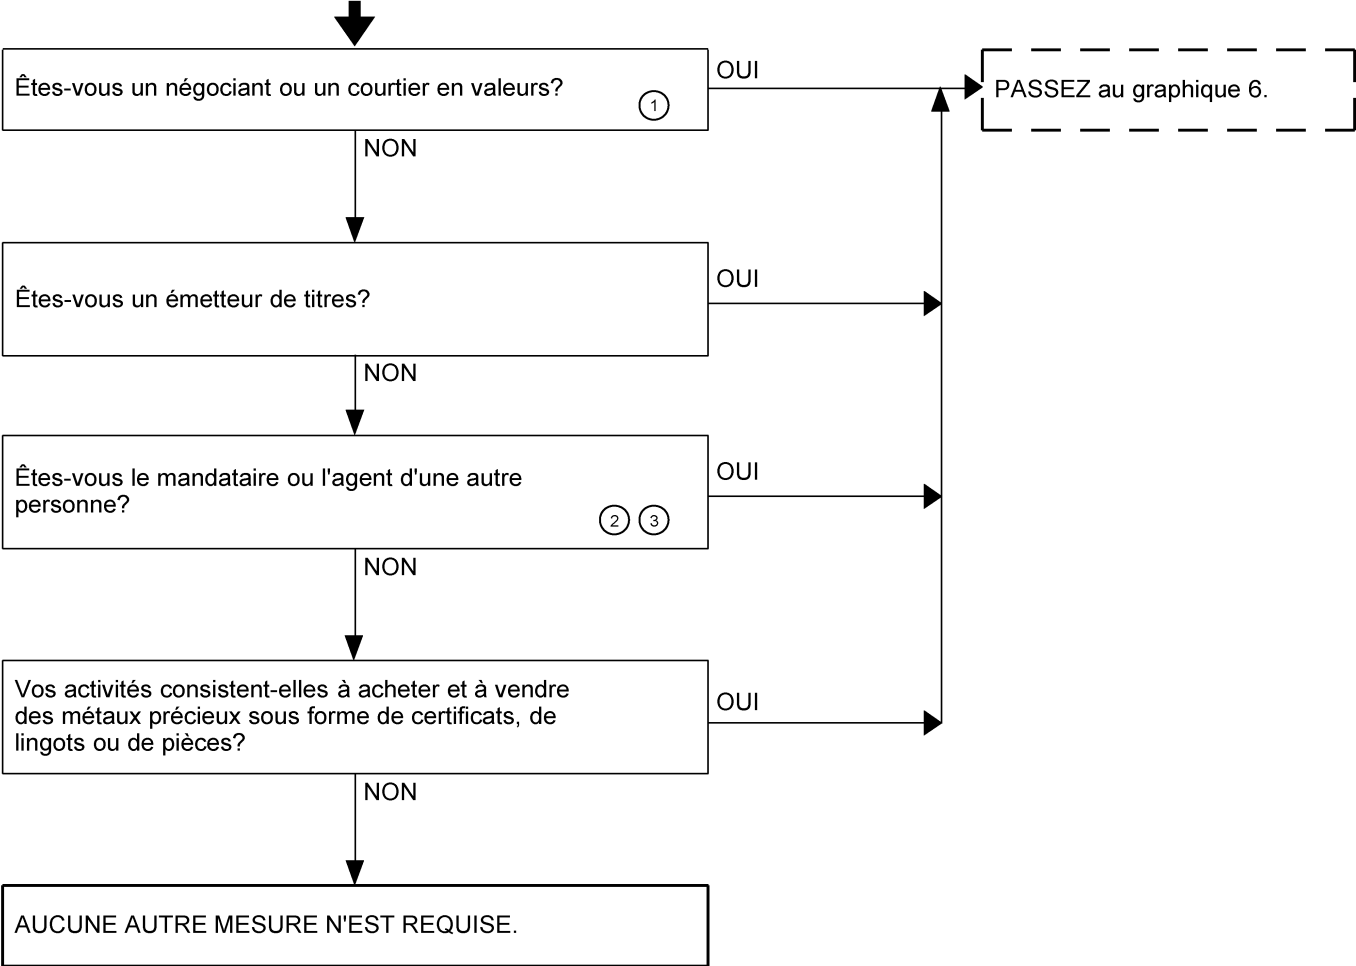 Êtes-vous un négociant ou un courtier en valeurs?
1
OUI
PASSEZ au graphique 6.
NON
Êtes-vous un émetteur de titres?
OUI
NON
Êtes-vous le mandataire ou l'agent d'une autre
personne?
2 3
OUI
NON
Vos activités consistent-elles à acheter et à vendre
des métaux précieux sous forme de certificats, de
lingots ou de pièces?
OUI
NON
AUCUNE AUTRE MESURE N'EST REQUISE.